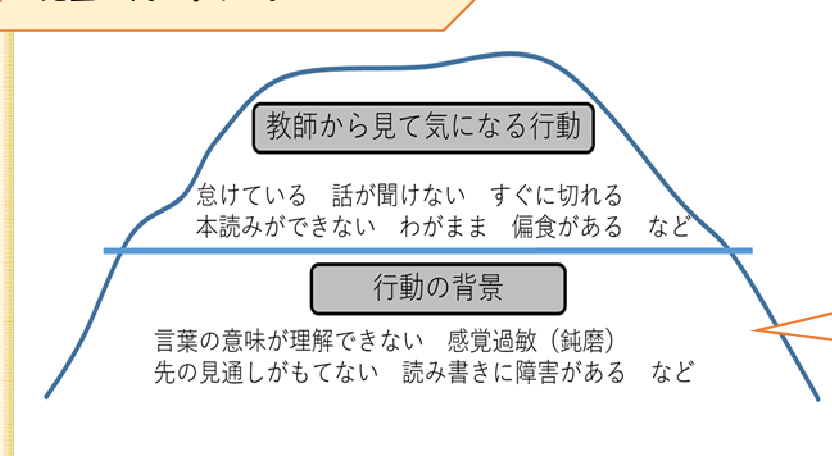 教師から見て気になる行動
怠けている　話が聞けない　すぐに切れる
本読みができない　わがまま　偏食がある　など
行動の背景
言葉の意味が理解できない　感覚過敏（鈍磨）
先の見通しがもてない　読み書きに障害がある　など